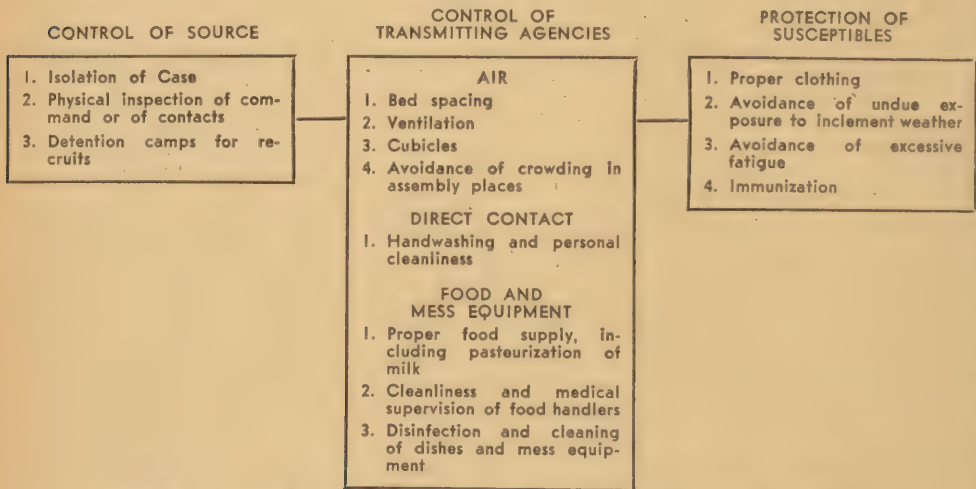 CONTROL OF SOURCE
1. Isolation of Case
2. Physical inspection of com-
mand or of contacts
3. Detention camps for re-
cruits
CONTROL OF
TRANSMITTING AGENCIES
AIR
1. Bed spacing
2. Ventilation
3. Cubicles
4. Avoidance of crowding in
assembly places
DIRECT CONTACT
1. Handwashing and personal
cleanliness
FOOD AND
MESS EQUIPMENT
1. Proper food supply, in-
cluding pasteurization of
milk
2. Cleanliness and medical
supervision of food handlers
3. Disinfection and cleaning
of dishes and mess equip-
ment
PROTECTION OF
SUSCEPTIBLES
1. Proper clothing
2. Avoidance of undue ex-
posure to inclement weather
3. Avoidance of excessive
fatigue
4. Immunization